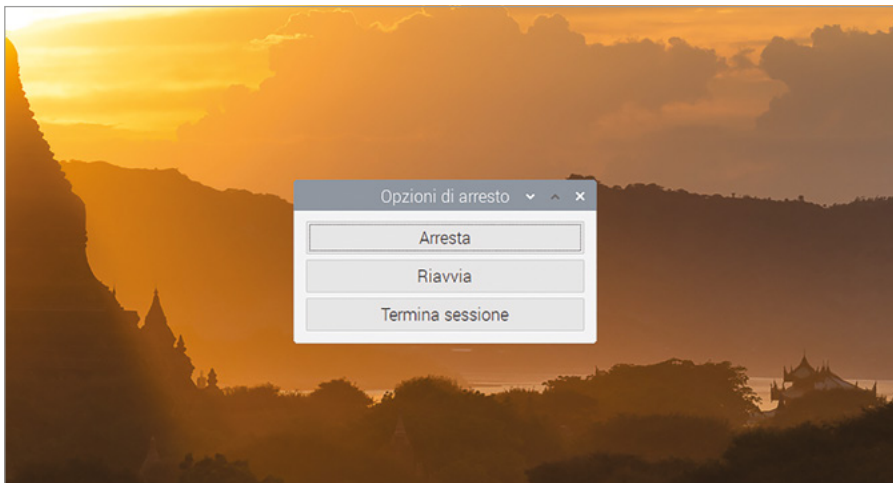 Opzioni di arresto
Arresta
Riavvia
Termina sessione